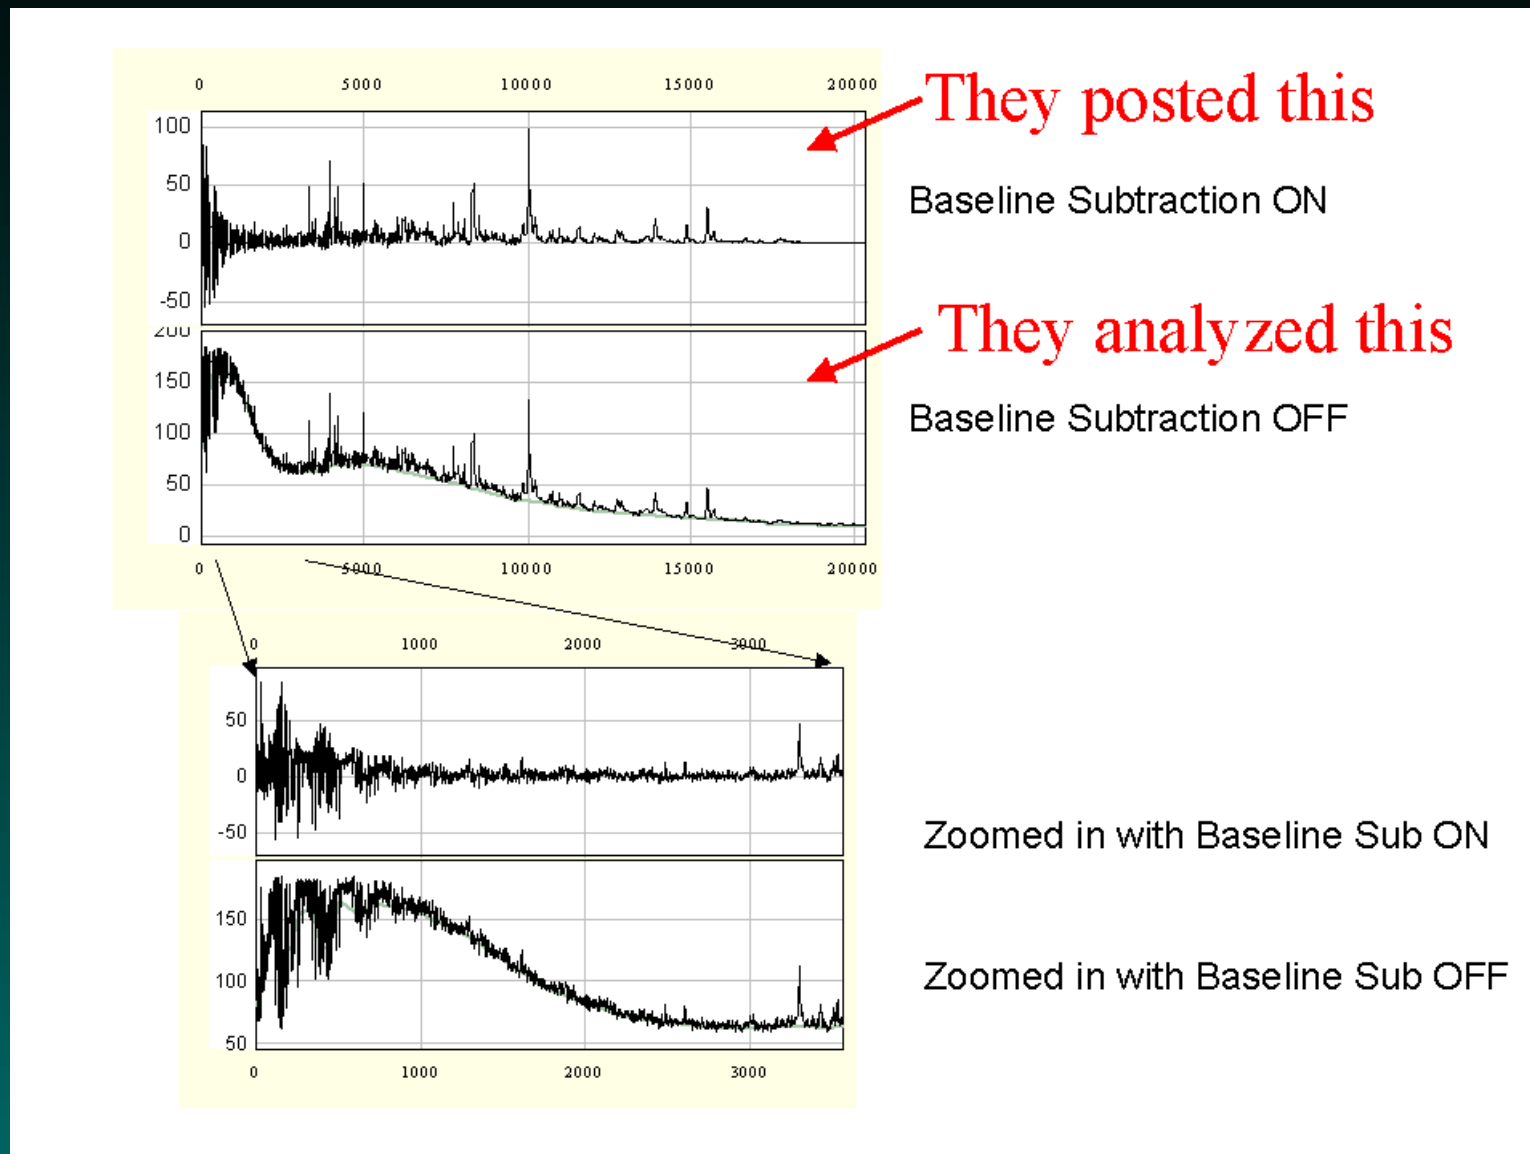 0 5000 10000 15000 20000
They posted this
100
50
Baseline Subtraction ON
0
-50
They analyzed this
200
150
Baseline Subtraction OFF
100
50
0
0 5000 10000 15000 20000
0 1000 2000 3000
50
0
-50
Zoomed in with Baseline Sub ON
150
100
Zoomed in with Baseline Sub OFF
50
0 1000 2000 3000